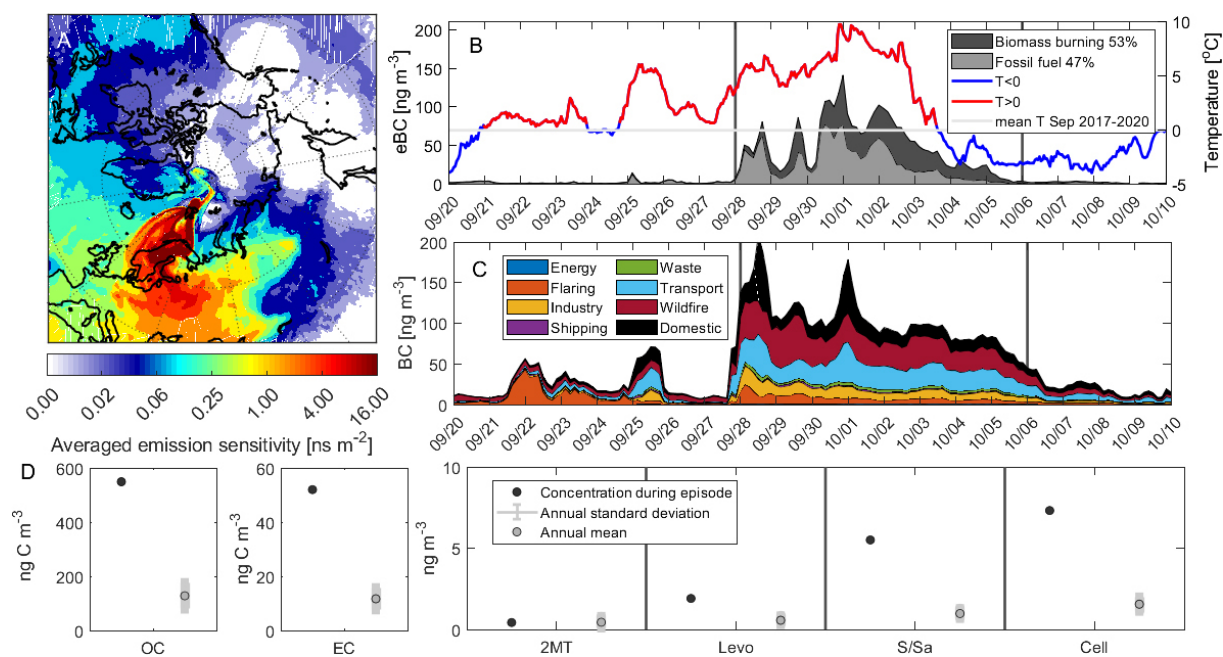 A
0.00
0.02
0.06
0.25
1.00
4.00
16.00
Averaged emission sensitivity [ns m-2]
B
eBC [ng m-3]
200
150
100
50
0
Biomass burning 53%
Fossil fuel 47%
T<0
T>0
mean T Sep 2017-2020
10
5
0
-5
Temperature [°C]
09/20
09/21
09/22
09/23
09/24
09/25
09/26
09/27
09/28
09/29
09/30
10/01
10/02
10/03
10/04
10/05
10/06
10/07
10/08
10/09
10/10
C
BC [ng m-3]
200
150
100
50
0
Energy
Flaring
Industry
Shipping
Waste
Transport
Wildfire
Domestic
09/20
09/21
09/22
09/23
09/24
09/25
09/26
09/27
09/28
09/29
09/30
10/01
10/02
10/03
10/04
10/05
10/06
10/07
10/08
10/09
10/10
D
ng C m-3
600
400
200
0
OC
ng C m-3
60
40
20
0
EC
ng m-3
10
5
0
Concentration during episode
Annual standard deviation
Annual mean
2MT
Levo
S/Sa
Cell